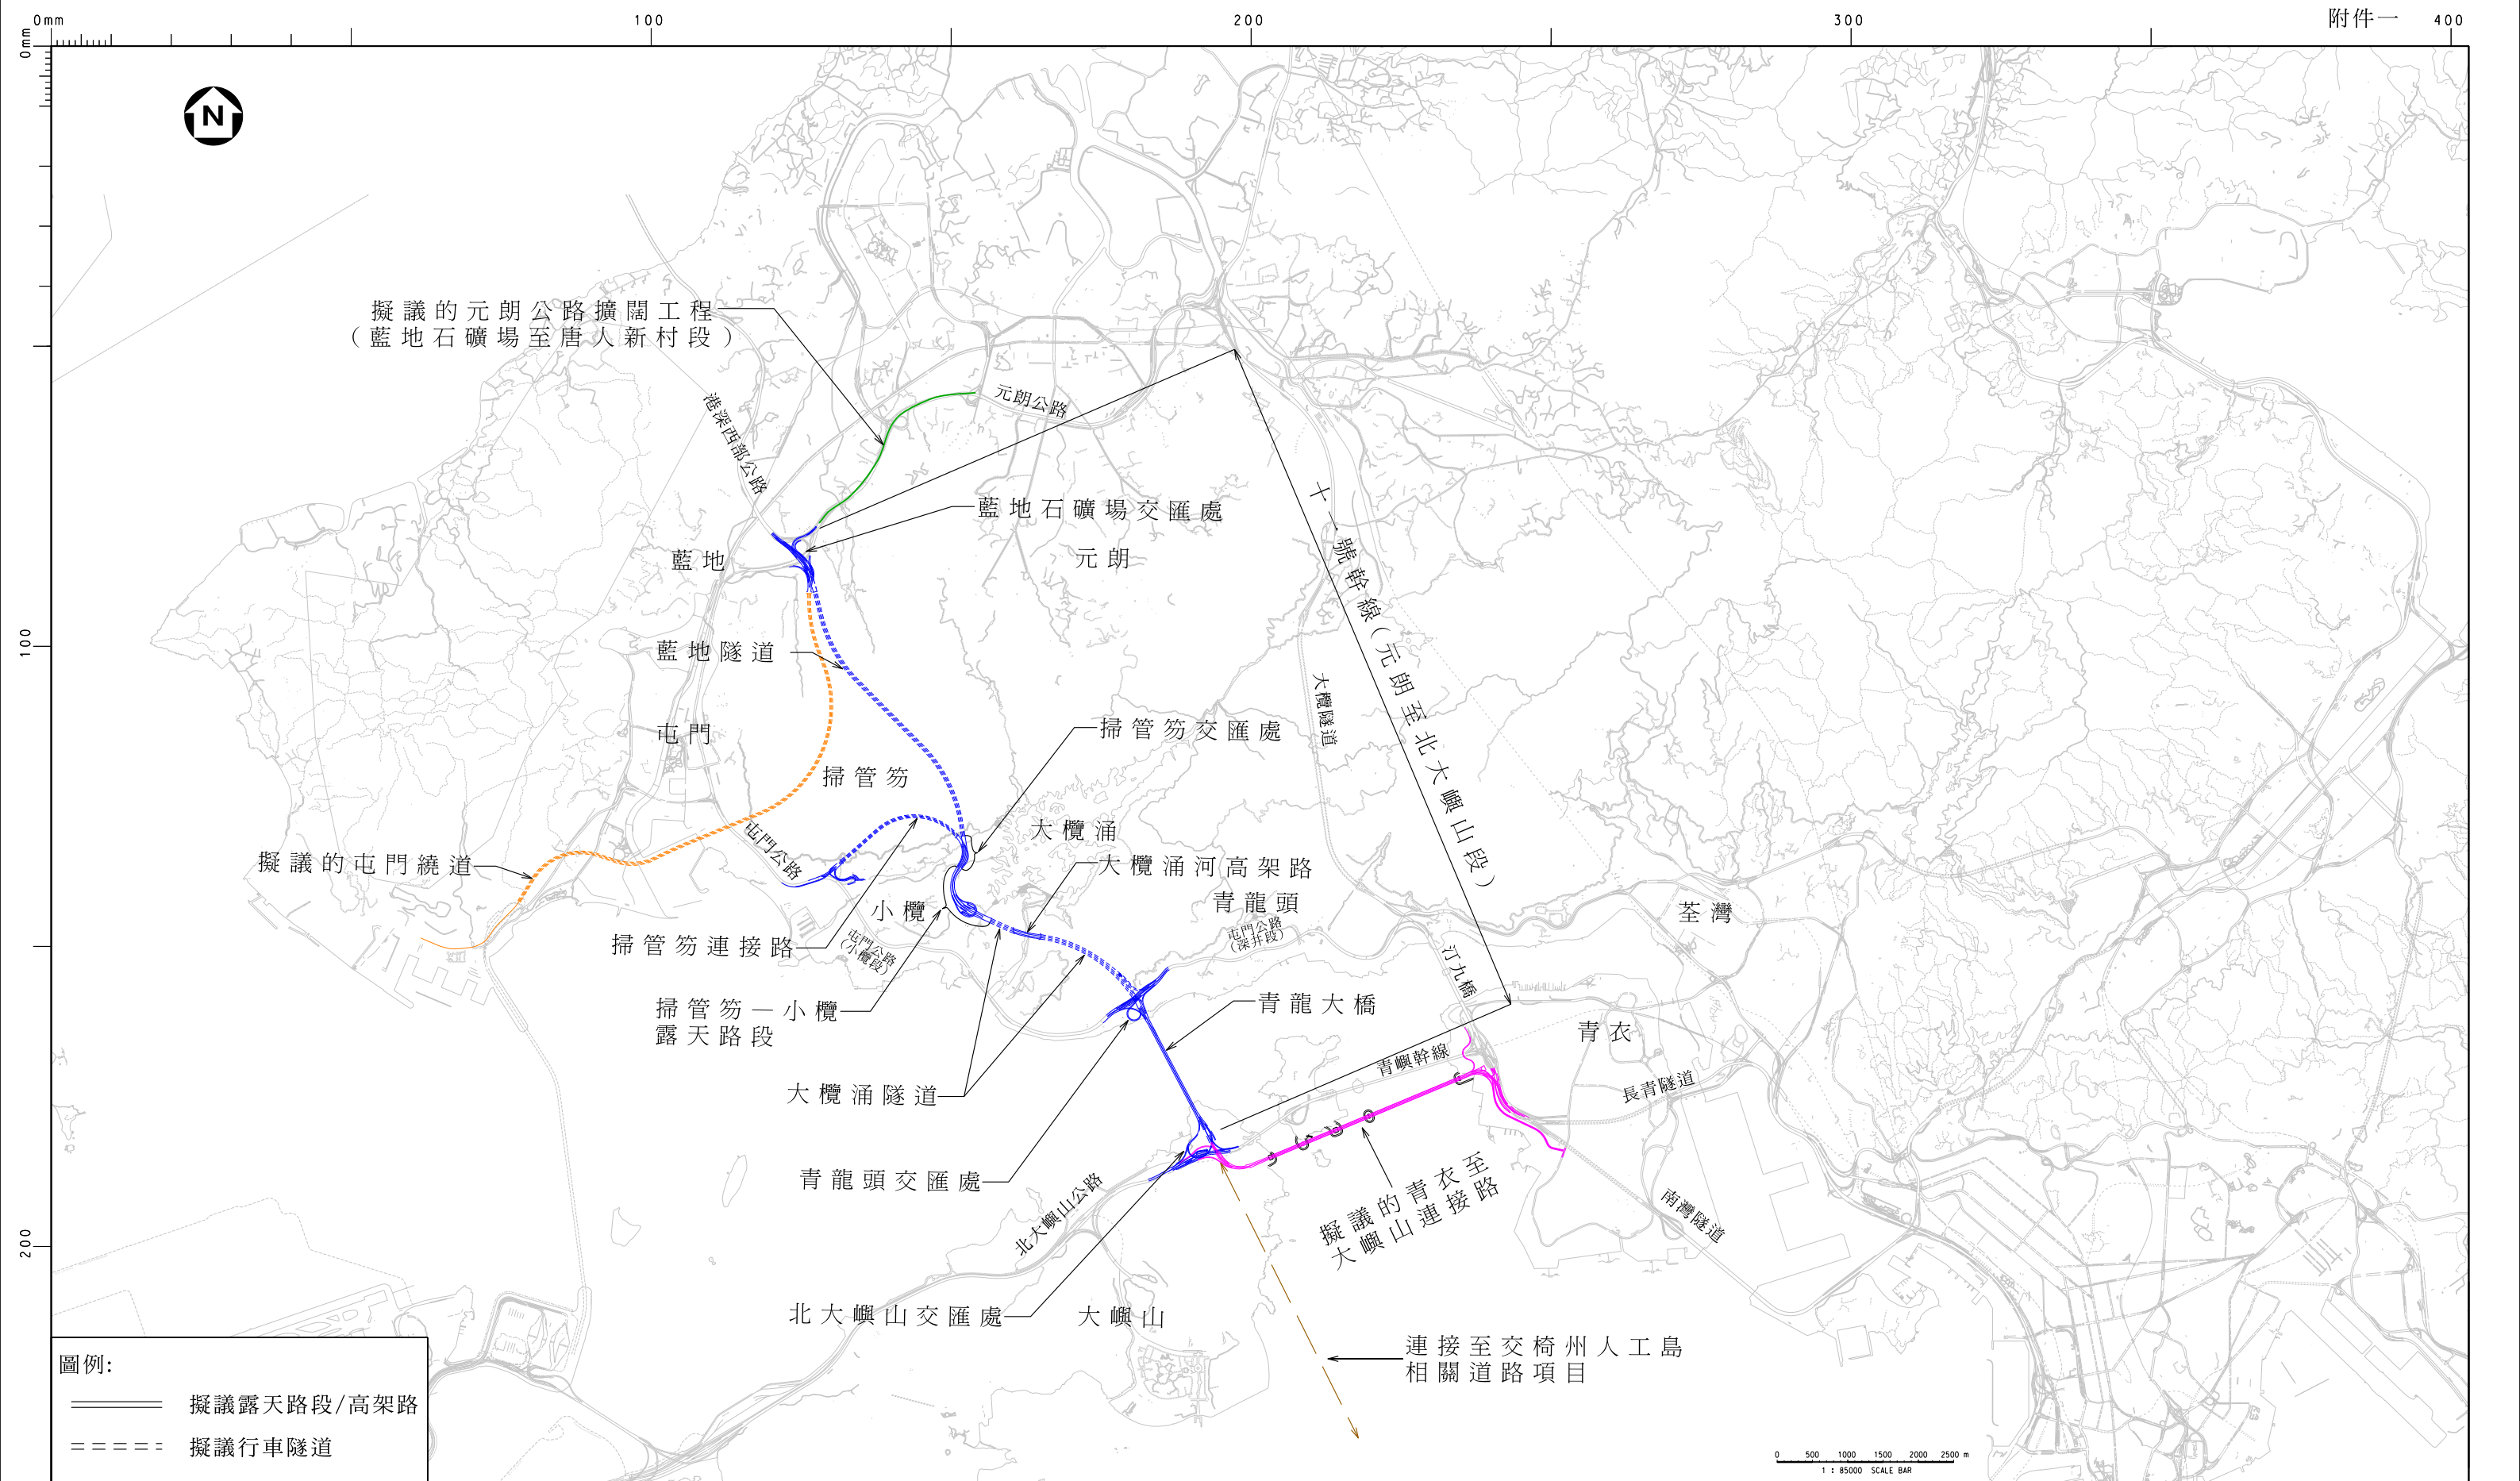 0mm
100
200
300
附件一
400
0mm
N
擬議的元朗公路擴闊工程
(藍地石礦場至唐人新村段)
元朗公路
港深西部公路
藍地石礦場交匯處
十一號幹線(元朗至北大嶼山段)
藍地
元朗
100
藍地隧道
大欖隧道
屯門
掃管笏交匯處
掃管笏
大欖涌
屯門公路
擬議的屯門繞道
大欖涌河高架路
小欖
青龍頭
荃灣
屯門公路
(深井段)
掃管笏連接路
屯門公路
(小欖段)
汀九橋
掃管笏—小欖
露天路段
青龍大橋
青衣
青嶼幹線
大欖涌隧道
長青隧道
青龍頭交匯處
擬議的青衣至
大嶼山連接路
北大嶼山公路
南灣隧道
200
北大嶼山交匯處
大嶼山
連接至交椅州人工島
相關道路項目
圖例:
擬議露天路段/高架路
擬議行車隧道
0 500 1000 1500 2000 2500 m
1 : 85000 SCALE BAR